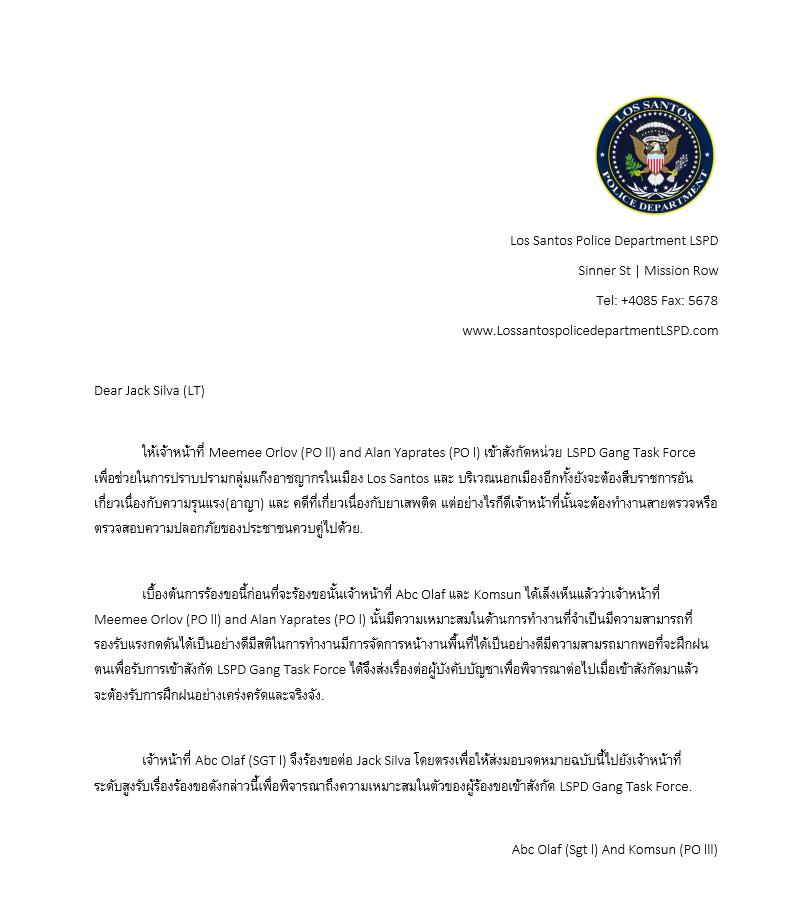 LOS SANTOS
POLICE DEPARTMENT
Los Santos Police Department LSPD
Sinner St | Mission Row
Tel: +4085 Fax: 5678
www.LossantospolicedepartmentLSPD.com
Dear Jack Silva (LT)
ให้เจ้าหน้าที่ Meemee Orlov (PO ll) and Alan Yaprates (PO l) เข้าสังกัดหน่วย LSPD Gang Task Force
เพื่อช่วยในการปราบปรามกลุ่มแก๊งอาชญากรในเมือง Los Santos และ บริเวณนอกเมืองอีกทั้งยังจะต้องสืบราชการอัน
เกี่ยวเนื่องกับความรุนแรง(อาญา) และ คดีที่เกี่ยวเนื่องกับยาเสพติด แต่อย่างไรก็ดีเจ้าหน้าที่นั้นจะต้องทำงานสายตรวจหรือ
ตรวจสอบความปลอดภัยของประชาชนควบคู่ไปด้วย.
เบื้องต้นการร้องขอนี้ก่อนที่จะร้องขอนั้นเจ้าหน้าที่ Abc Olaf และ Komsun ได้เล็งเห็นแล้วว่าเจ้าหน้าที่
Meemee Orlov (PO ll) and Alan Yaprates (PO l) นั้นมีความเหมาะสมในด้านการทำงานที่จำเป็นมีความสามารถที่
รองรับแรงกดดันได้เป็นอย่างดีมีสติในการทำงานมีการจัดการหน้างานพื้นที่ได้เป็นอย่างดีมีความสามรถมากพอที่จะฝึกฝน
ตนเพื่อรับการเข้าสังกัด LSPD Gang Task Force ได้จึงส่งเรื่องต่อผู้บังคับบัญชาเพื่อพิจารณาต่อไปเมื่อเข้าสังกัดมาแล้ว
จะต้องรับการฝึกฝนอย่างเคร่งครัดและจริงจัง.
เจ้าหน้าที่ Abc Olaf (SGT l) จึงร้องขอต่อ Jack Silva โดยตรงเพื่อให้ส่งมอบจดหมายฉบับนี้ไปยังเจ้าหน้าที่
ระดับสูงรับเรื่องร้องขอดังกล่าวนี้เพื่อพิจารณาถึงความเหมาะสมในตัวของผู้ร้องขอเข้าสังกัด LSPD Gang Task Force.
Abc Olaf (Sgt l) And Komsun (PO lll)